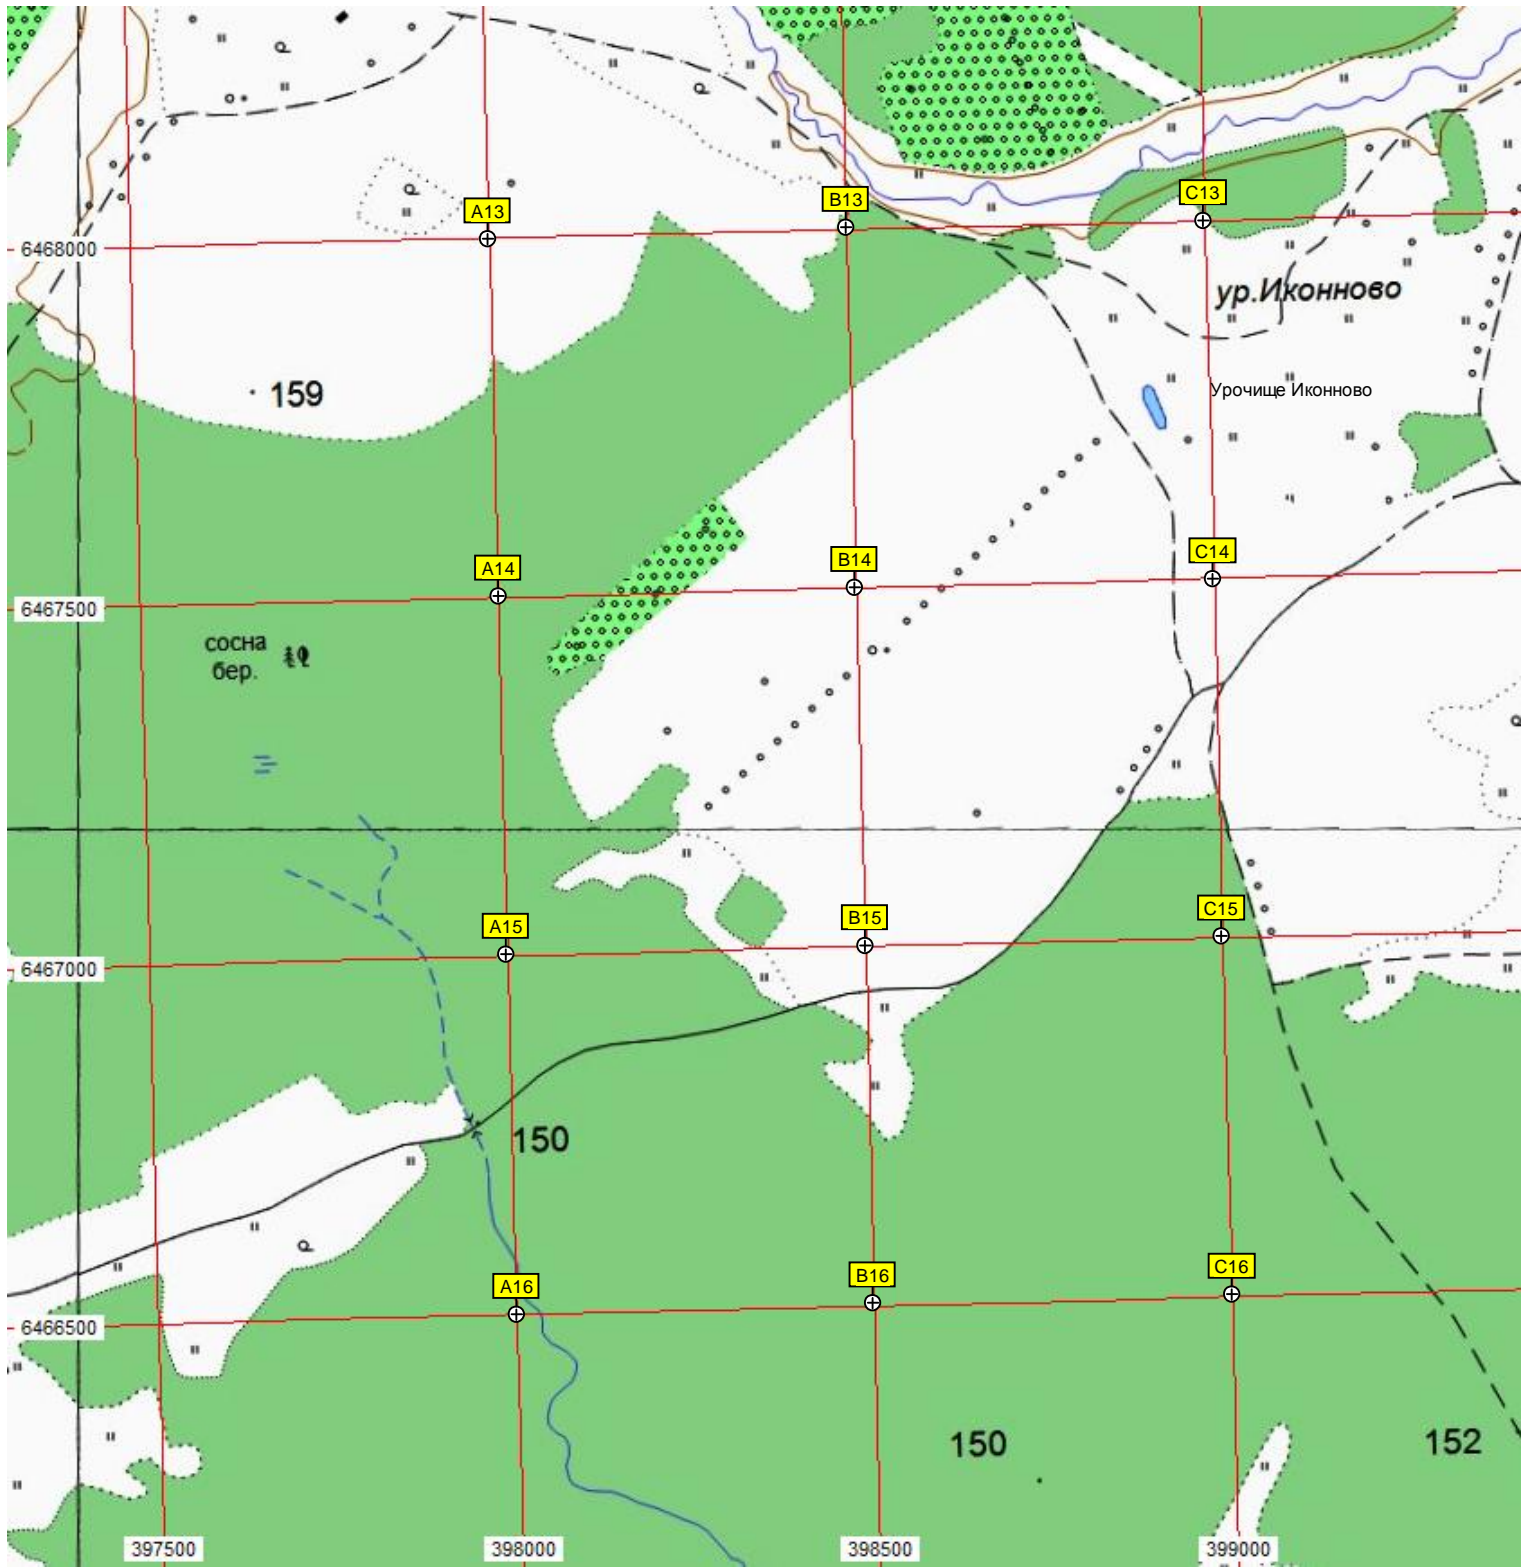 A13
B13
C13
6468000
ур.Иконново
159
Урочище Иконново
A14
B14
C14
6467500
сосна
бер.
A15
B15
C15
6467000
150
A16
B16
C16
6466500
150
152
397500
398000
398500
399000